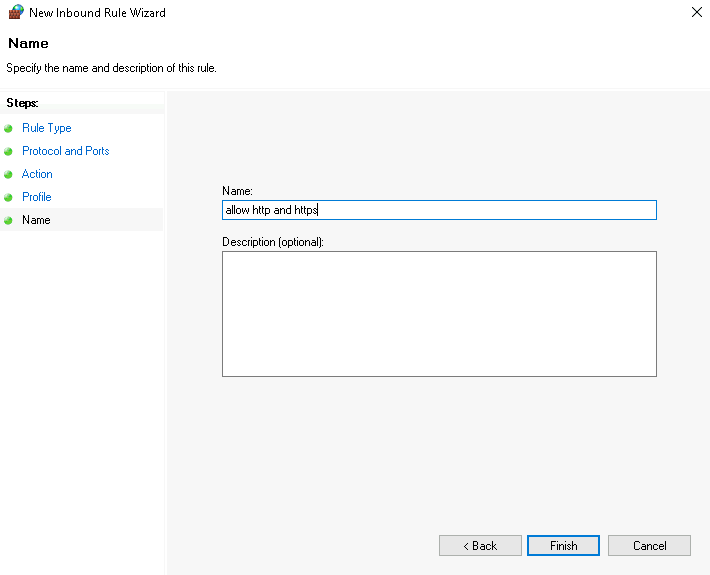 New Inbound Rule Wizard
Name
Specify the name and description of this rule.
Steps:
Rule Type
Protocol and Ports
Action
Profile
Name
Name:
allow http and https
Description (optional):
< Back
Finish
Cancel